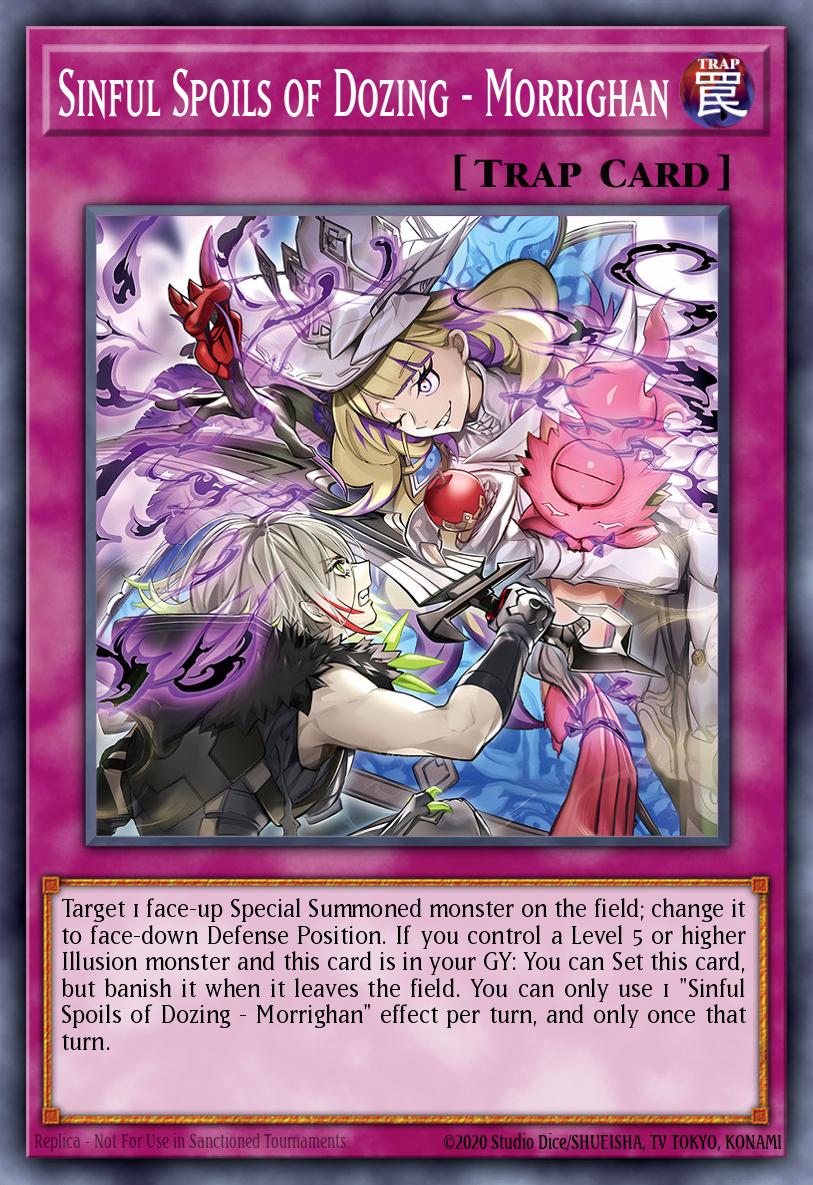 Sinful Spoils of Dozing - Morrighan
TRAP
罠
[Trap Card]
Target 1 face-up Special Summoned monster on the field; change it
to face-down Defense Position. If you control a Level 5 or higher
Illusion monster and this card is in your GY: You can Set this card,
but banish it when it leaves the field. You can only use 1 "Sinful
Spoils of Dozing - Morrighan" effect per turn, and only once that
turn.
Replica - Not For Use in Sanctioned Tournaments.
©2020 Studio Dice/SHUEISHA, TV TOKYO, KONAMI